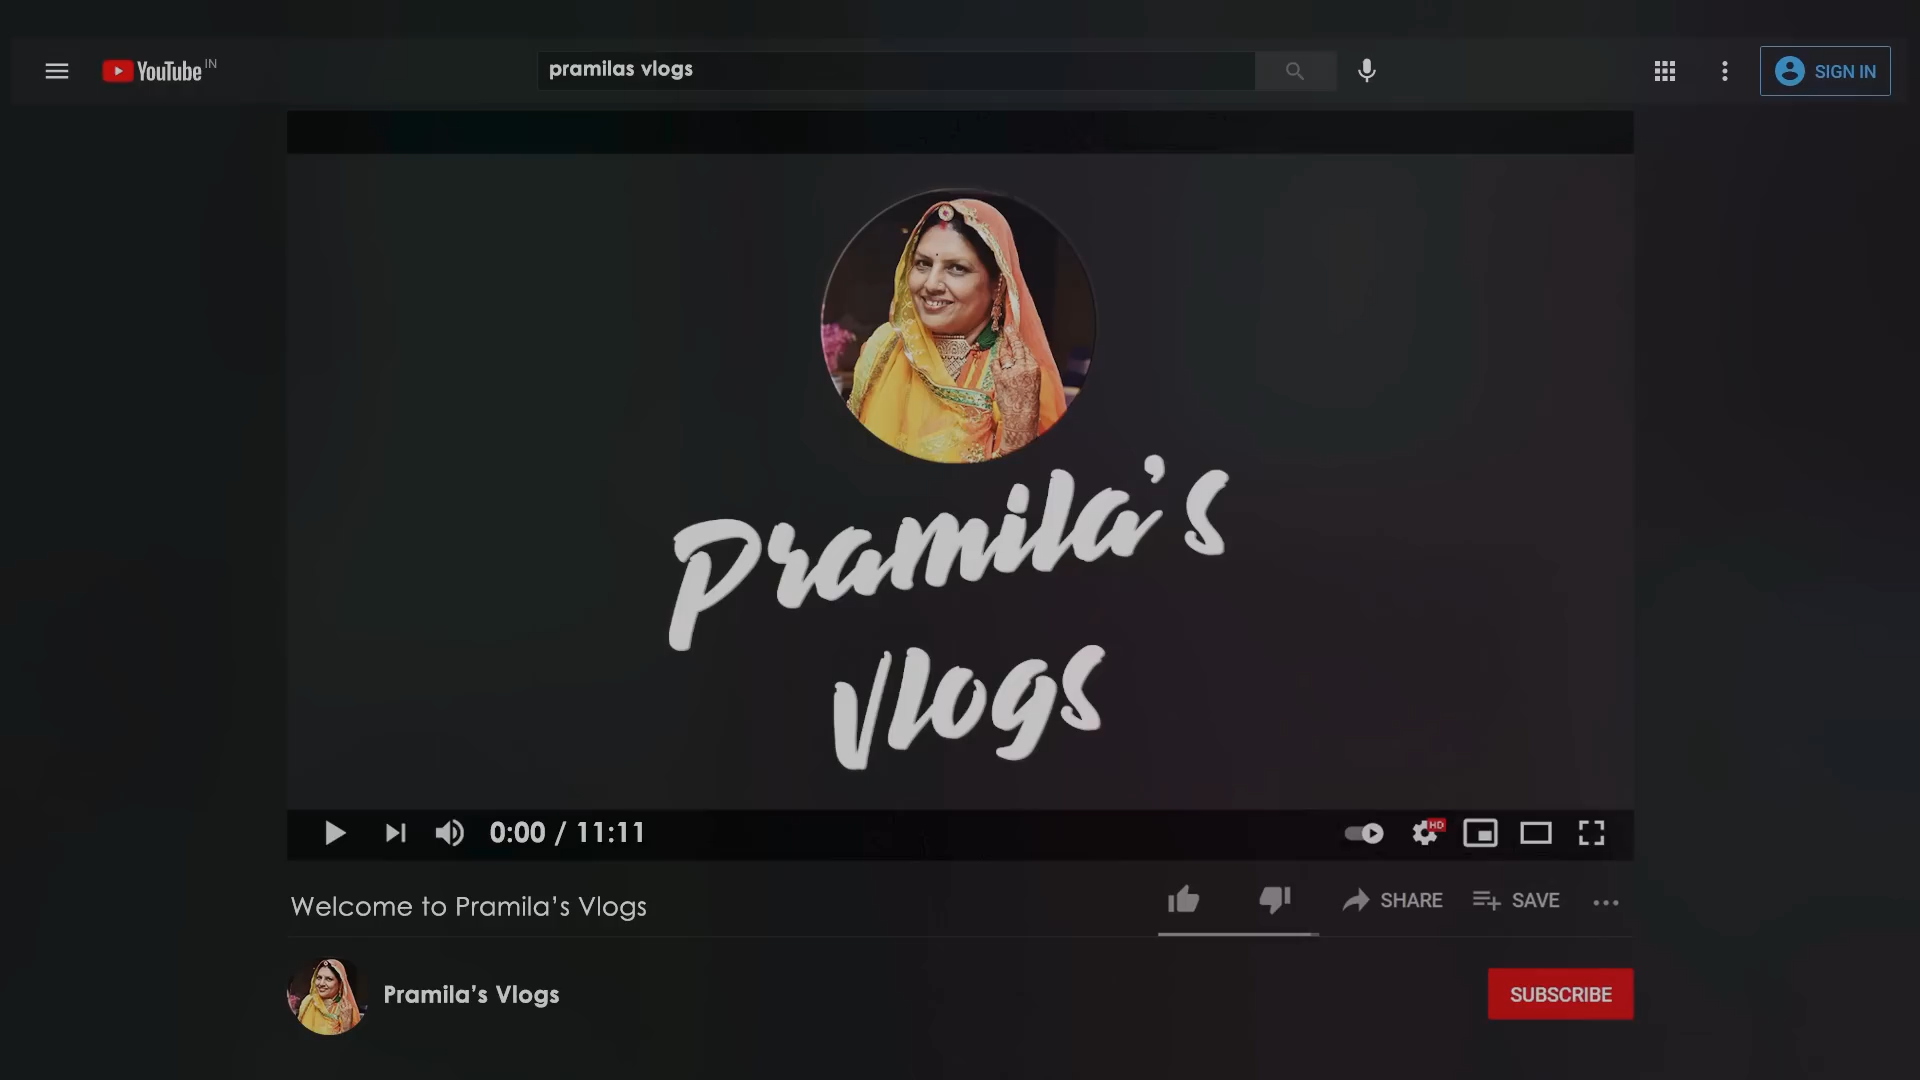 YouTube IN
pramilas vlogs
SIGN IN
Pramila's
Vlogs
0:00 / 11:11
HD
Welcome to Pramila's Vlogs
SHARE
SAVE
Pramila's Vlogs
SUBSCRIBE